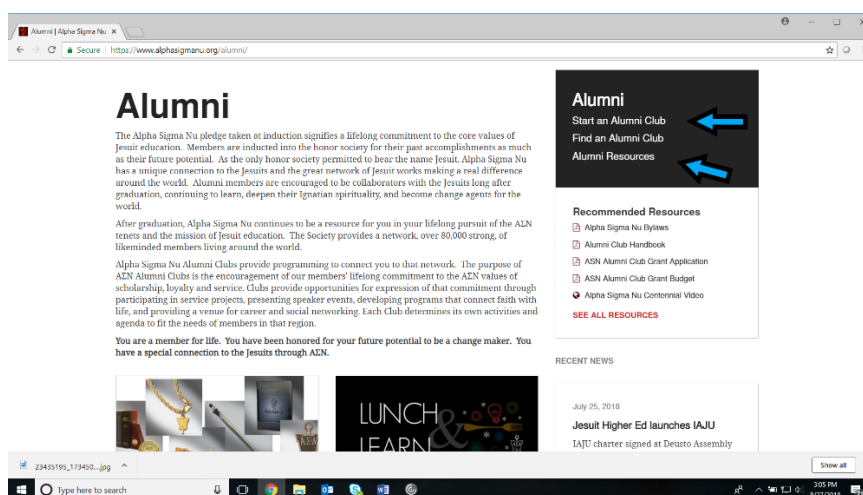 Alumni | Alpha Sigma Nu
Secure
https://www.alphasigmanu.org/alumni/
Alumni
The Alpha Sigma Nu pledge taken at induction signifies a lifelong commitment to the core values of
Jesuit education. Members are inducted into the honor society for their past accomplishments as much
as their future potential. As the only honor society permitted to bear the name Jesuit, Alpha Sigma Nu
has a unique connection to the Jesuits and the great network of Jesuit works making a real difference
around the world. Alumni members are encouraged to be collaborators with the Jesuits long after
graduation, continuing to learn, deepen their Ignatian spirituality, and become change agents for the
world.
After graduation, Alpha Sigma Nu continues to be a resource for you in your lifelong pursuit of the ΑΣΝ
tenets and the mission of Jesuit education. The Society provides a network, over 80,000 strong, of
likeminded members living around the world.
Alpha Sigma Nu Alumni Clubs provide programming to connect you to that network. The purpose of
ΑΣΝ Alumni Clubs is the encouragement of our members' lifelong commitment to the ΑΣΝ values of
scholarship, loyalty and service. Clubs provide opportunities for expression of that commitment through
participating in service projects, presenting speaker events, developing programs that connect faith with
life, and providing a venue for career and social networking. Each Club determines its own activities and
agenda to fit the needs of members in that region.
You are a member for life. You have been honored for your future potential to be a change maker. You
have a special connection to the Jesuits through ΑΣΝ.
LUNCH &
LEARN
Alumni
Start an Alumni Club
Find an Alumni Club
Alumni Resources
Recommended Resources
Alpha Sigma Nu Bylaws
Alumni Club Handbook
ASN Alumni Club Grant Application
ASN Alumni Club Grant Budget
Alpha Sigma Nu Centennial Video
SEE ALL RESOURCES
RECENT NEWS
July 25, 2018
Jesuit Higher Ed launches IAJU
IAJU charter signed at Deusto Assembly
23435195_173450....jpg
Show all
Type here to search
3:05 PM
8/27/2018